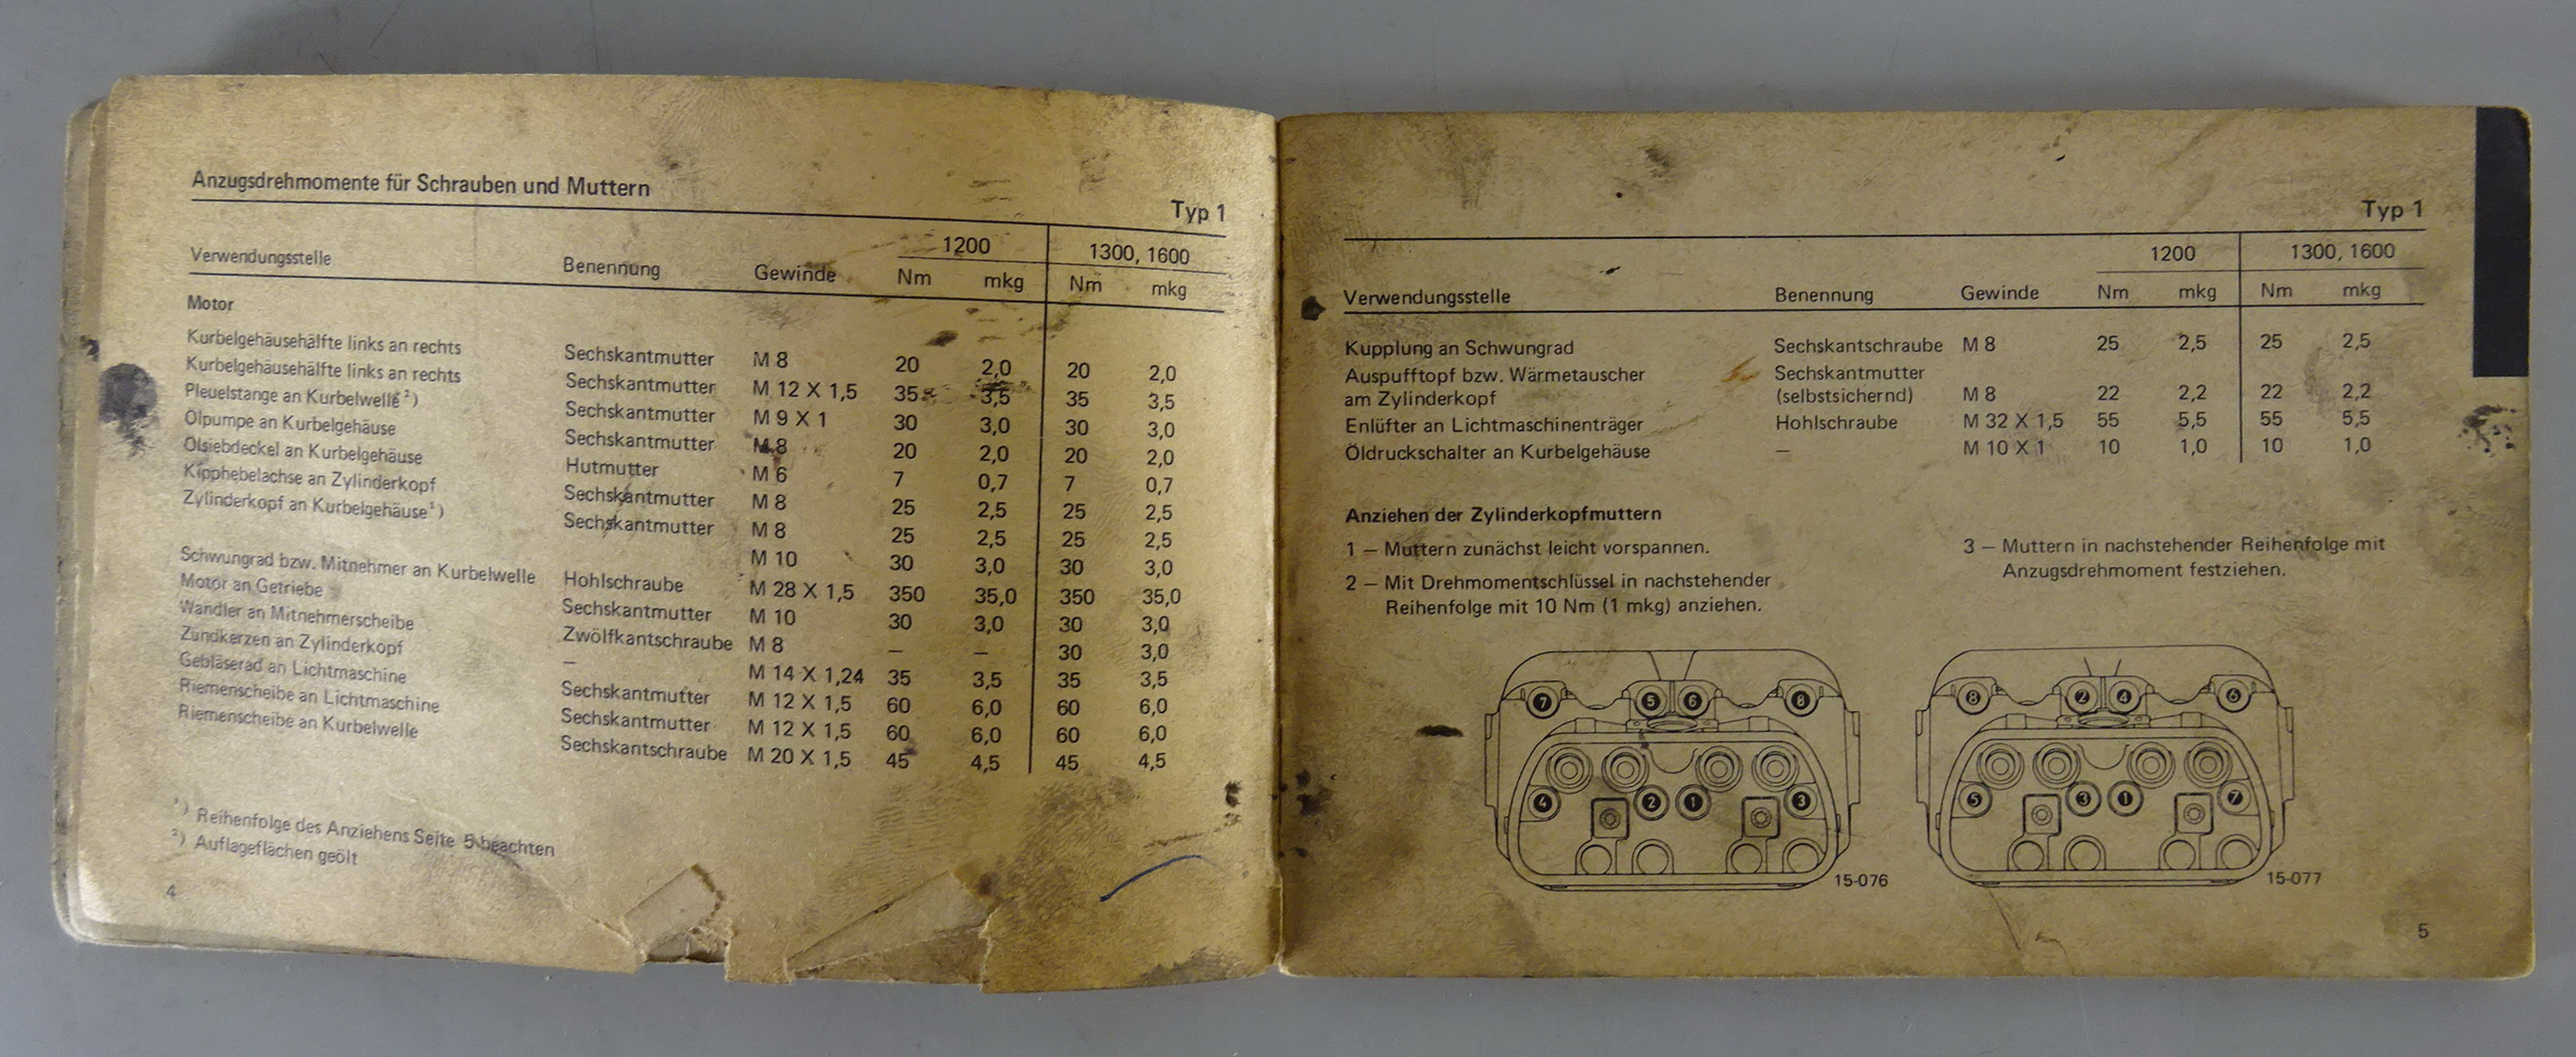 Anzugsdrehmomente für Schrauben und Muttern
Typ 1
Verwendungsstelle Benennung Gewinde 1200 1300, 1600
Nm mkg Nm mkg
Motor
Kurbelgehäusehälfte links an rechts Sechskantmutter M 8 20 2,0 20 2,0
Kurbelgehäusehälfte links an rechts Sechskantmutter M 12 X 1,5 35 3,5 35 3,5
Pleuelstange an Kurbelwelle ²) Sechskantmutter M 9 X 1 30 3,0 30 3,0
Ölpumpe an Kurbelgehäuse Sechskantmutter M 8 20 2,0 20 2,0
Ölsiebdeckel an Kurbelgehäuse Hutmutter M 6 7 0,7 7 0,7
Kipphebelachse an Zylinderkopf Sechskantmutter M 8 25 2,5 25 2,5
Zylinderkopf an Kurbelgehäuse ¹) Sechskantmutter M 8 25 2,5 25 2,5
M 10 30 3,0 30 3,0
Schwungrad bzw. Mitnehmer an Kurbelwelle Hohlschraube M 28 X 1,5 350 35,0 350 35,0
Motor an Getriebe Sechskantmutter M 10 30 3,0 30 3,0
Wandler an Mitnehmerscheibe Zwölfkantschraube M 8 – – 30 3,0
Zündkerzen an Zylinderkopf – M 14 X 1,24 35 3,5 35 3,5
Gebläserad an Lichtmaschine Sechskantmutter M 12 X 1,5 60 6,0 60 6,0
Riemenscheibe an Lichtmaschine Sechskantmutter M 12 X 1,5 60 6,0 60 6,0
Riemenscheibe an Kurbelwelle Sechskantschraube M 20 X 1,5 45 4,5 45 4,5
¹) Reihenfolge des Anziehens Seite 5 beachten
²) Auflageflächen geölt
4
Typ 1
1200 1300, 1600
Verwendungsstelle Benennung Gewinde Nm mkg Nm mkg
Kupplung an Schwungrad Sechskantschraube M 8 25 2,5 25 2,5
Auspufftopf bzw. Wärmetauscher Sechskantmutter
am Zylinderkopf (selbstsichernd) M 8 22 2,2 22 2,2
Enlüfter an Lichtmaschinenträger Hohlschraube M 32 X 1,5 55 5,5 55 5,5
Öldruckschalter an Kurbelgehäuse – M 10 X 1 10 1,0 10 1,0
Anziehen der Zylinderkopfmuttern
1 – Muttern zunächst leicht vorspannen.
2 – Mit Drehmomentschlüssel in nachstehender
Reihenfolge mit 10 Nm (1 mkg) anziehen.
3 – Muttern in nachstehender Reihenfolge mit
Anzugsdrehmoment festziehen.
7 5 6 8
4 2 1 3
15-076
8 2 4 6
5 3 1 7
15-077
5